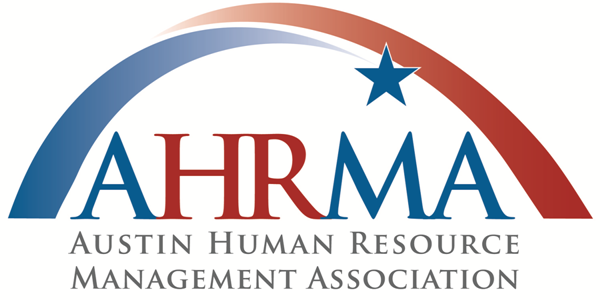 AHRMA
Austin Human Resource
Management Association